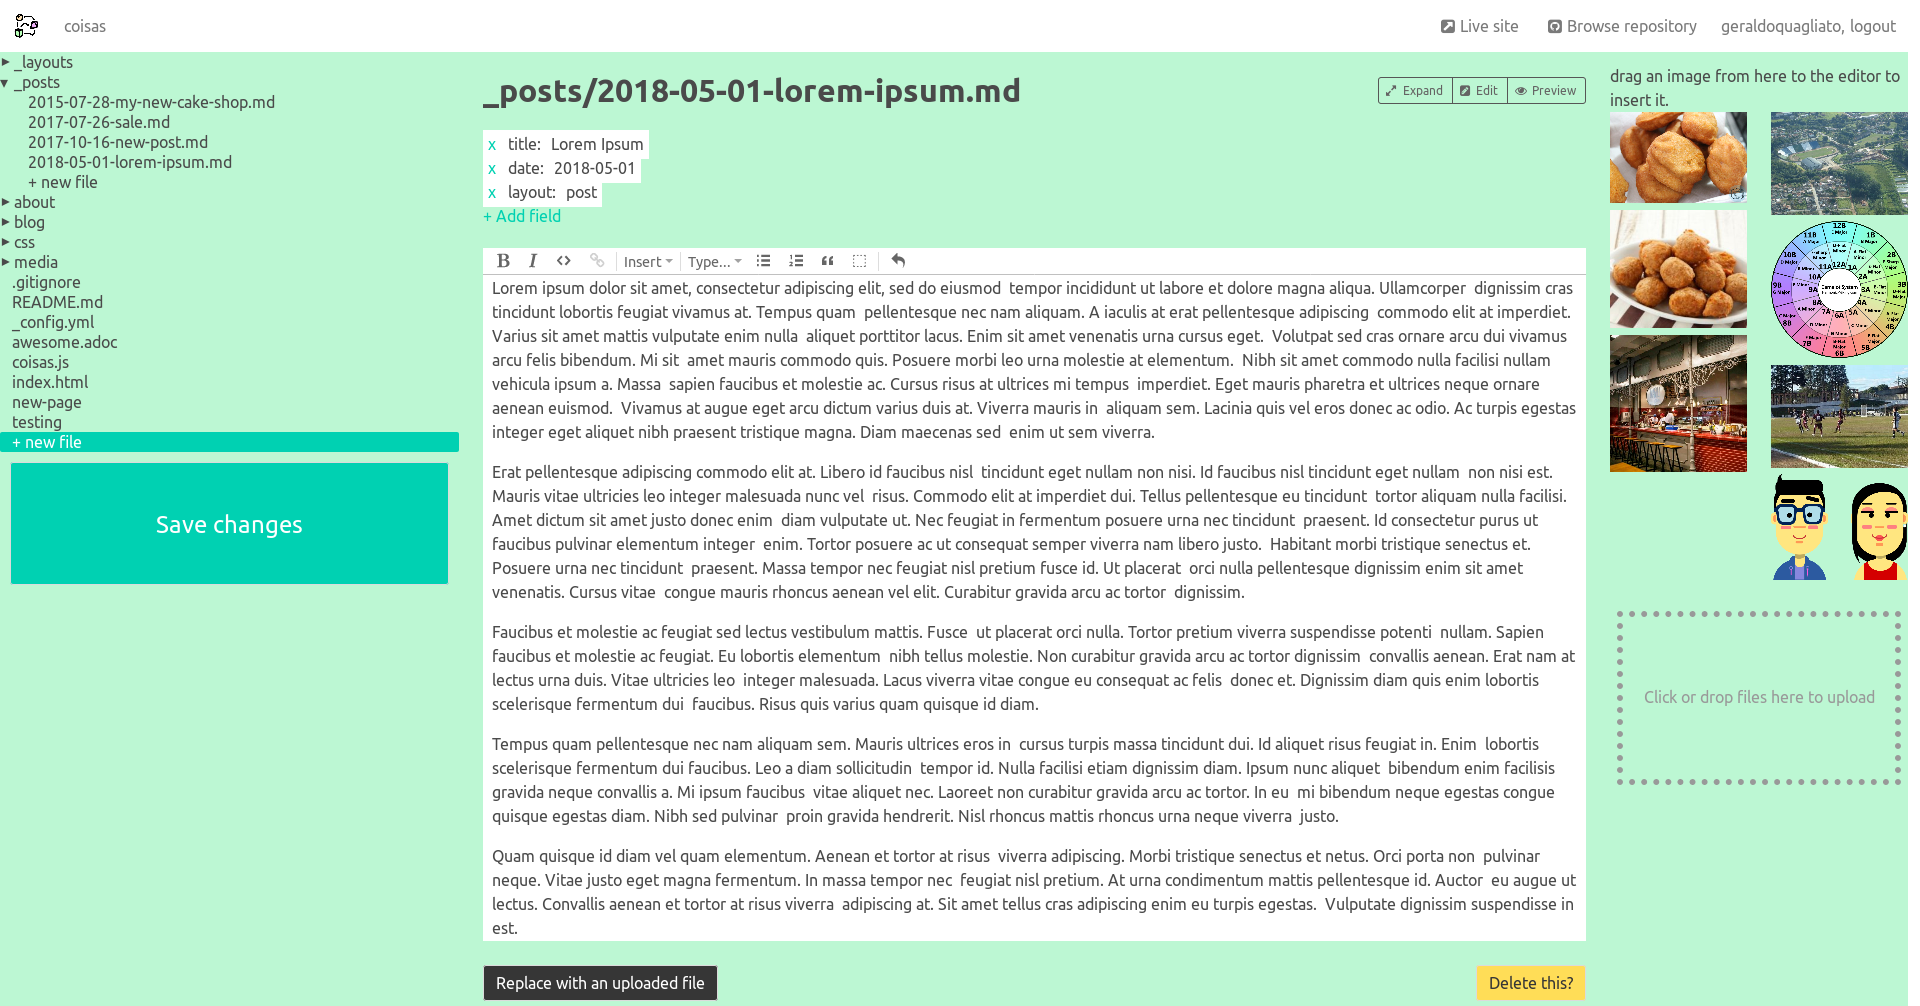 coisas
Live site
Browse repository
geraldoquagliato, logout
_layouts
_posts
2015-07-28-my-new-cake-shop.md
2017-07-26-sale.md
2017-10-16-new-post.md
2018-05-01-lorem-ipsum.md
+ new file
about
blog
css
media
.gitignore
README.md
_config.yml
awesome.adoc
coisas.js
index.html
new-page
testing
+ new file
Save changes
_posts/2018-05-01-lorem-ipsum.md
Expand
Edit
Preview
x title: Lorem Ipsum
x date: 2018-05-01
x layout: post
+ Add field
B I Insert Type...
Lorem ipsum dolor sit amet, consectetur adipiscing elit, sed do eiusmod tempor incididunt ut labore et dolore magna aliqua. Ullamcorper dignissim cras
tincidunt lobortis feugiat vivamus at. Tempus quam pellentesque nec nam aliquam. A iaculis at erat pellentesque adipiscing commodo elit at imperdiet.
Varius sit amet mattis vulputate enim nulla aliquet porttitor lacus. Enim sit amet venenatis urna cursus eget. Volutpat sed cras ornare arcu dui vivamus
arcu felis bibendum. Mi sit amet mauris commodo quis. Posuere morbi leo urna molestie at elementum. Nibh sit amet commodo nulla facilisi nullam
vehicula ipsum a. Massa sapien faucibus et molestie ac. Cursus risus at ultrices mi tempus imperdiet. Eget mauris pharetra et ultrices neque ornare
aenean euismod. Vivamus at augue eget arcu dictum varius duis at. Viverra mauris in aliquam sem. Lacinia quis vel eros donec ac odio. Ac turpis egestas
integer eget aliquet nibh praesent tristique magna. Diam maecenas sed enim ut sem viverra.
Erat pellentesque adipiscing commodo elit at. Libero id faucibus nisl tincidunt eget nullam non nisi. Id faucibus nisl tincidunt eget nullam non nisi est.
Mauris vitae ultricies leo integer malesuada nunc vel risus. Commodo elit at imperdiet dui. Tellus pellentesque eu tincidunt tortor aliquam nulla facilisi.
Amet dictum sit amet justo donec enim diam vulputate ut. Nec feugiat in fermentum posuere urna nec tincidunt praesent. Id consectetur purus ut
faucibus pulvinar elementum integer enim. Tortor posuere ac ut consequat semper viverra nam libero justo. Habitant morbi tristique senectus et.
Posuere urna nec tincidunt praesent. Massa tempor nec feugiat nisl pretium fusce id. Ut placerat orci nulla pellentesque dignissim enim sit amet
venenatis. Cursus vitae congue mauris rhoncus aenean vel elit. Curabitur gravida arcu ac tortor dignissim.
Faucibus et molestie ac feugiat sed lectus vestibulum mattis. Fusce ut placerat orci nulla. Tortor pretium viverra suspendisse potenti nullam. Sapien
faucibus et molestie ac feugiat. Eu lobortis elementum nibh tellus molestie. Non curabitur gravida arcu ac tortor dignissim convallis aenean. Erat nam at
lectus urna duis. Vitae ultricies leo integer malesuada. Lacus viverra vitae congue eu consequat ac felis donec et. Dignissim diam quis enim lobortis
scelerisque fermentum dui faucibus. Risus quis varius quam quisque id diam.
Tempus quam pellentesque nec nam aliquam sem. Mauris ultrices eros in cursus turpis massa tincidunt dui. Id aliquet risus feugiat in. Enim lobortis
scelerisque fermentum dui faucibus. Leo a diam sollicitudin tempor id. Nulla facilisi etiam dignissim diam. Ipsum nunc aliquet bibendum enim facilisis
gravida neque convallis a. Mi ipsum faucibus vitae aliquet nec. Laoreet non curabitur gravida arcu ac tortor. In eu mi bibendum neque egestas congue
quisque egestas diam. Nibh sed pulvinar proin gravida hendrerit. Nisl rhoncus mattis rhoncus urna neque viverra justo.
Quam quisque id diam vel quam elementum. Aenean et tortor at risus viverra adipiscing. Morbi tristique senectus et netus. Orci porta non pulvinar
neque. Vitae justo eget magna fermentum. In massa tempor nec feugiat nisl pretium. At urna condimentum mattis pellentesque id. Auctor eu augue ut
lectus. Convallis aenean et tortor at risus viverra adipiscing at. Sit amet tellus cras adipiscing enim eu turpis egestas. Vulputate dignissim suspendisse in
est.
Replace with an uploaded file
Delete this?
drag an image from here to the editor to
insert it.
12B
1B
2B
3B
4B
5B
6B
7B
8B
9B
10B
11B
Click or drop files here to upload